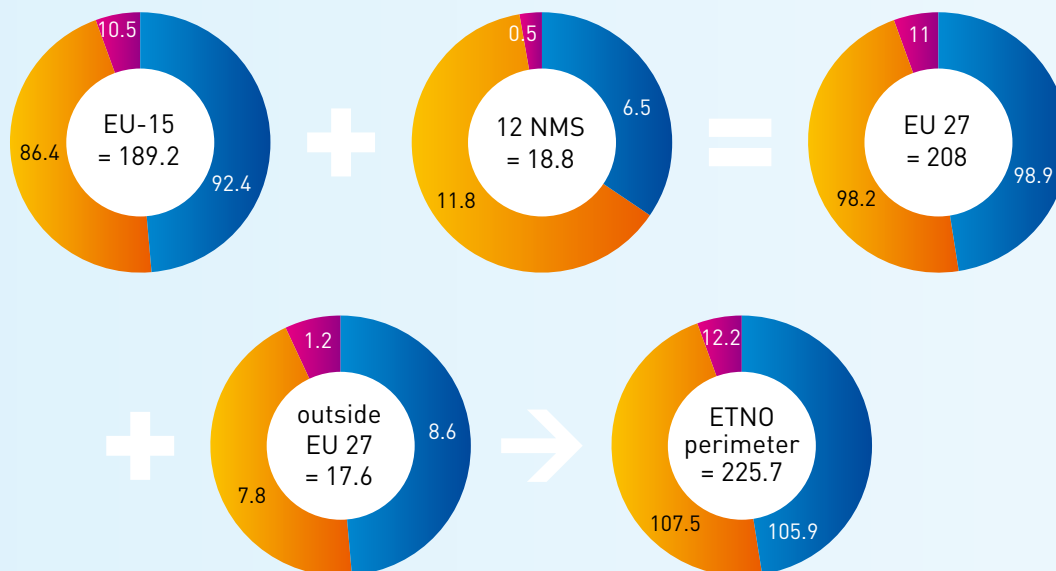 10.5
EU-15
= 189.2
86.4
92.4
0.5
6.5
12 NMS
= 18.8
11.8
11
EU 27
= 208
98.2
98.9
1.2
outside
EU 27
= 17.6
8.6
7.8
12.2
ETNO
perimeter
= 225.7
107.5
105.9